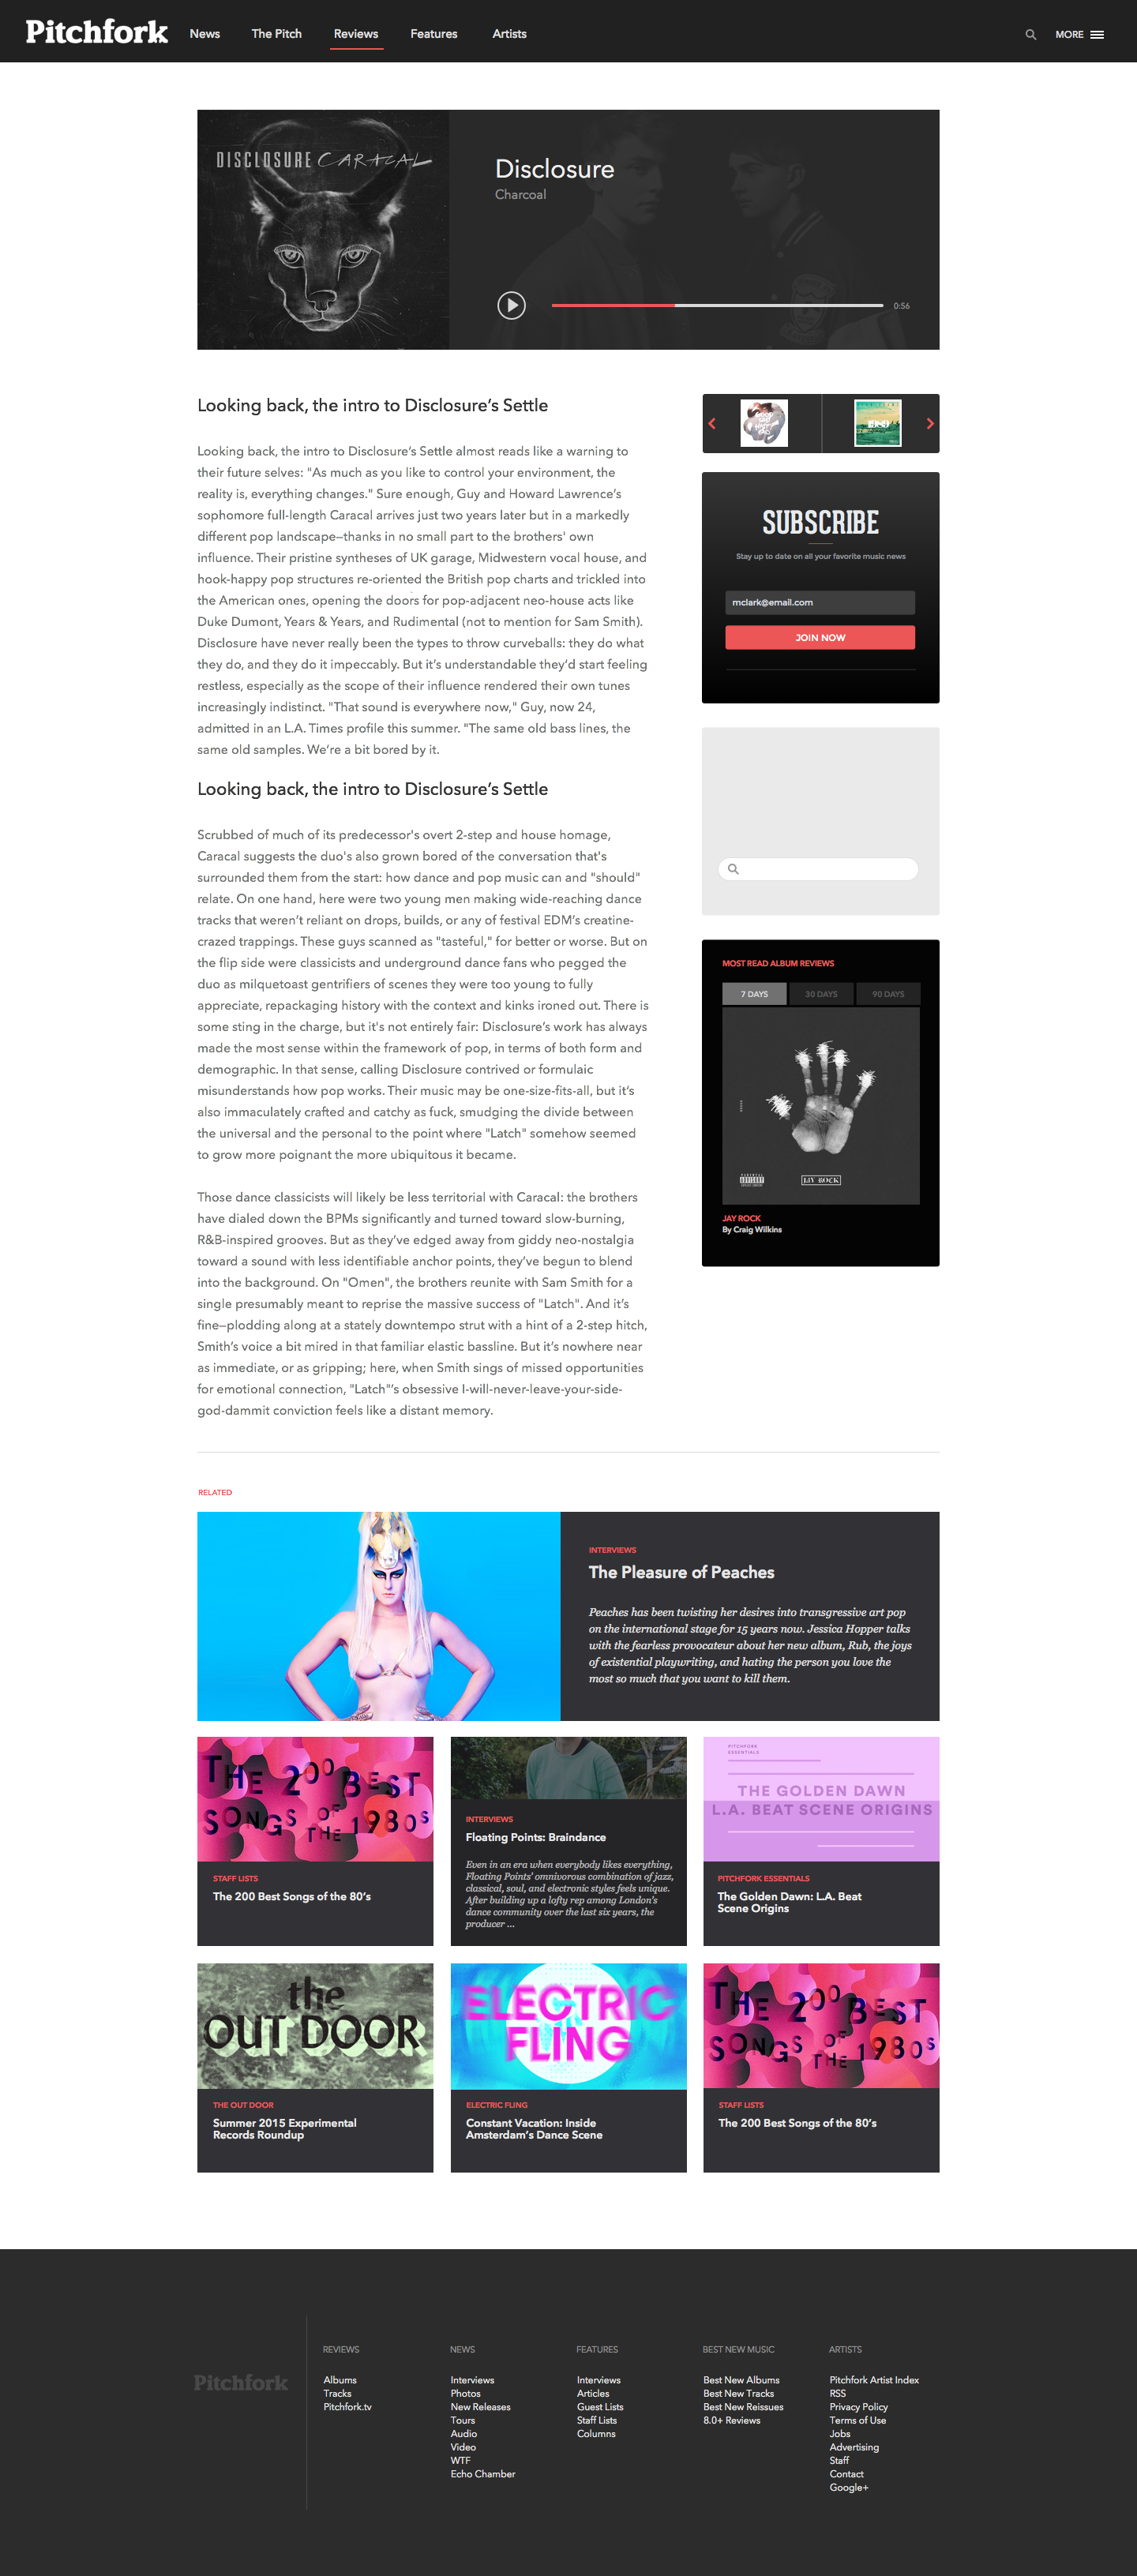 Pitchfork News The Pitch Reviews Features Artists MORE
DISCLOSURE CARACAL
Disclosure
Charcoal
0:56
Looking back, the intro to Disclosure’s Settle
Looking back, the intro to Disclosure’s Settle almost reads like a warning to
their future selves: "As much as you like to control your environment, the
reality is, everything changes." Sure enough, Guy and Howard Lawrence’s
sophomore full-length Caracal arrives just two years later but in a markedly
different pop landscape—thanks in no small part to the brothers' own
influence. Their pristine syntheses of UK garage, Midwestern vocal house, and
hook-happy pop structures re-oriented the British pop charts and trickled into
the American ones, opening the doors for pop-adjacent neo-house acts like
Duke Dumont, Years & Years, and Rudimental (not to mention for Sam Smith).
Disclosure have never really been the types to throw curveballs: they do what
they do, and they do it impeccably. But it’s understandable they’d start feeling
restless, especially as the scope of their influence rendered their own tunes
increasingly indistinct. "That sound is everywhere now," Guy, now 24,
admitted in an L.A. Times profile this summer. "The same old bass lines, the
same old samples. We’re a bit bored by it.
Looking back, the intro to Disclosure’s Settle
Scrubbed of much of its predecessor's overt 2-step and house homage,
Caracal suggests the duo's also grown bored of the conversation that's
surrounded them from the start: how dance and pop music can and "should"
relate. On one hand, here were two young men making wide-reaching dance
tracks that weren’t reliant on drops, builds, or any of festival EDM’s creatine-
crazed trappings. These guys scanned as "tasteful," for better or worse. But on
the flip side were classicists and underground dance fans who pegged the
duo as milquetoast gentrifiers of scenes they were too young to fully
appreciate, repackaging history with the context and kinks ironed out. There is
some sting in the charge, but it's not entirely fair: Disclosure’s work has always
made the most sense within the framework of pop, in terms of both form and
demographic. In that sense, calling Disclosure contrived or formulaic
misunderstands how pop works. Their music may be one-size-fits-all, but it’s
also immaculately crafted and catchy as fuck, smudging the divide between
the universal and the personal to the point where "Latch" somehow seemed
to grow more poignant the more ubiquitous it became.
Those dance classicists will likely be less territorial with Caracal: the brothers
have dialed down the BPMs significantly and turned toward slow-burning,
R&B-inspired grooves. But as they’ve edged away from giddy neo-nostalgia
toward a sound with less identifiable anchor points, they’ve begun to blend
into the background. On "Omen", the brothers reunite with Sam Smith for a
single presumably meant to reprise the massive success of "Latch". And it’s
fine—plodding along at a stately downtempo strut with a hint of a 2-step hitch,
Smith’s voice a bit mired in that familiar elastic bassline. But it’s nowhere near
as immediate, or as gripping; here, when Smith sings of missed opportunities
for emotional connection, "Latch"’s obsessive I-will-never-leave-your-side-
god-dammit conviction feels like a distant memory.
SUBSCRIBE
Stay up to date on all your favorite music news
mclark@email.com
JOIN NOW
MOST READ ALBUM REVIEWS
7 DAYS 30 DAYS 90 DAYS
JAY ROCK
JAY ROCK
By Craig Wilkins
RELATED
INTERVIEWS
The Pleasure of Peaches
Peaches has been twisting her desires into transgressive art pop
on the international stage for 15 years now. Jessica Hopper talks
with the fearless provocateur about her new album, Rub, the joys
of existential playwriting, and hating the person you love the
most so much that you want to kill them.
THE 200 BEST
SONGS OF
THE 1980s
STAFF LISTS
The 200 Best Songs of the 80’s
INTERVIEWS
Floating Points: Braindance
Even in an era when everybody likes everything,
Floating Points’ omnivorous combination of jazz,
classical, soul, and electronic styles feels unique.
After building up a lofty rep among London’s
dance community over the last six years, the
producer ...
PITCHFORK
ESSENTIALS
THE GOLDEN DAWN
L.A. BEAT SCENE ORIGINS
PITCHFORK ESSENTIALS
The Golden Dawn: L.A. Beat
Scene Origins
the
OUT DOOR
THE OUT DOOR
Summer 2015 Experimental
Records Roundup
ELECTRIC
FLING
ELECTRIC FLING
Constant Vacation: Inside
Amsterdam’s Dance Scene
THE 200 BEST
SONGS OF
THE 1980s
STAFF LISTS
The 200 Best Songs of the 80’s
Pitchfork
REVIEWS
Albums
Tracks
Pitchfork.tv
NEWS
Interviews
Photos
New Releases
Tours
Audio
Video
WTF
Echo Chamber
FEATURES
Interviews
Articles
Guest Lists
Staff Lists
Columns
BEST NEW MUSIC
Best New Albums
Best New Tracks
Best New Reissues
8.0+ Reviews
ARTISTS
Pitchfork Artist Index
RSS
Privacy Policy
Terms of Use
Jobs
Advertising
Staff
Contact
Google+